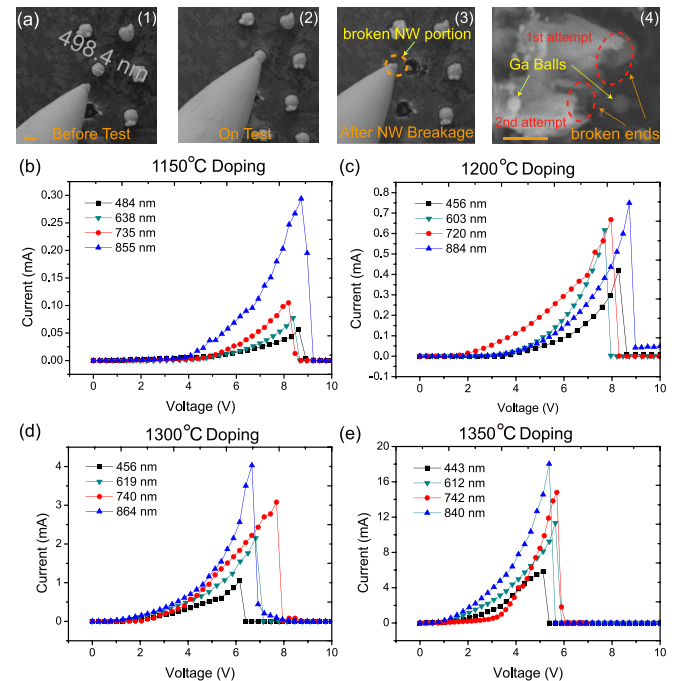 (a)
(1)
498.4 nm
Before Test
(2)
On Test
(3)
broken NW portion
After NW Breakage
(4)
1st attempt
Ga Balls
2nd attempt
broken ends
(b)
1150°C Doping
484 nm
638 nm
735 nm
855 nm
Current (mA)
0.30
0.25
0.20
0.15
0.10
0.05
0.00
0 2 4 6 8 10
Voltage (V)
(c)
1200°C Doping
456 nm
603 nm
720 nm
884 nm
Current (mA)
0.8
0.7
0.6
0.5
0.4
0.3
0.2
0.1
0.0
-0.1
0 2 4 6 8 10
Voltage (V)
(d)
1300°C Doping
456 nm
619 nm
740 nm
864 nm
Current (mA)
4
3
2
1
0
0 2 4 6 8 10
Voltage (V)
(e)
1350°C Doping
443 nm
612 nm
742 nm
840 nm
Current (mA)
20
16
12
8
4
0
0 2 4 6 8 10
Voltage (V)